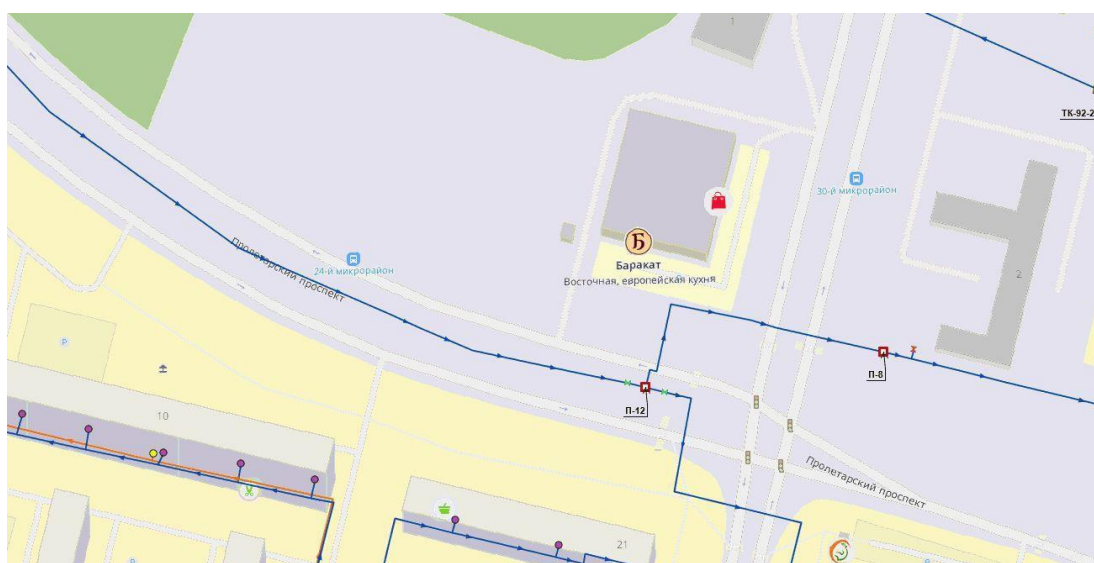 1
ТК-92-2
30-й микрорайон
Пролетарский проспект
24-й микрорайон
Б
Баракат
Восточная, европейская кухня
2
P
П-8
П-12
10
Пролетарский проспект
21